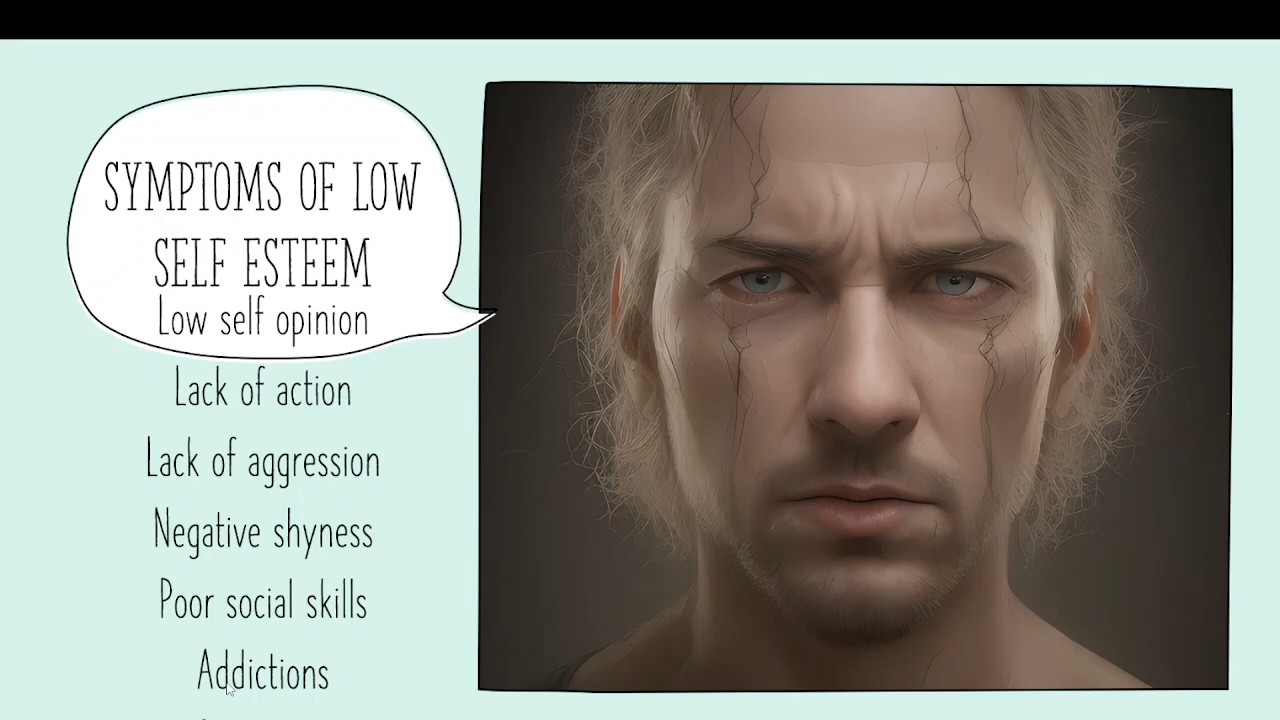 SYMPTOMS OF LOW
SELF ESTEEM
Low self opinion
Lack of action
Lack of aggression
Negative shyness
Poor social skills
Addictions